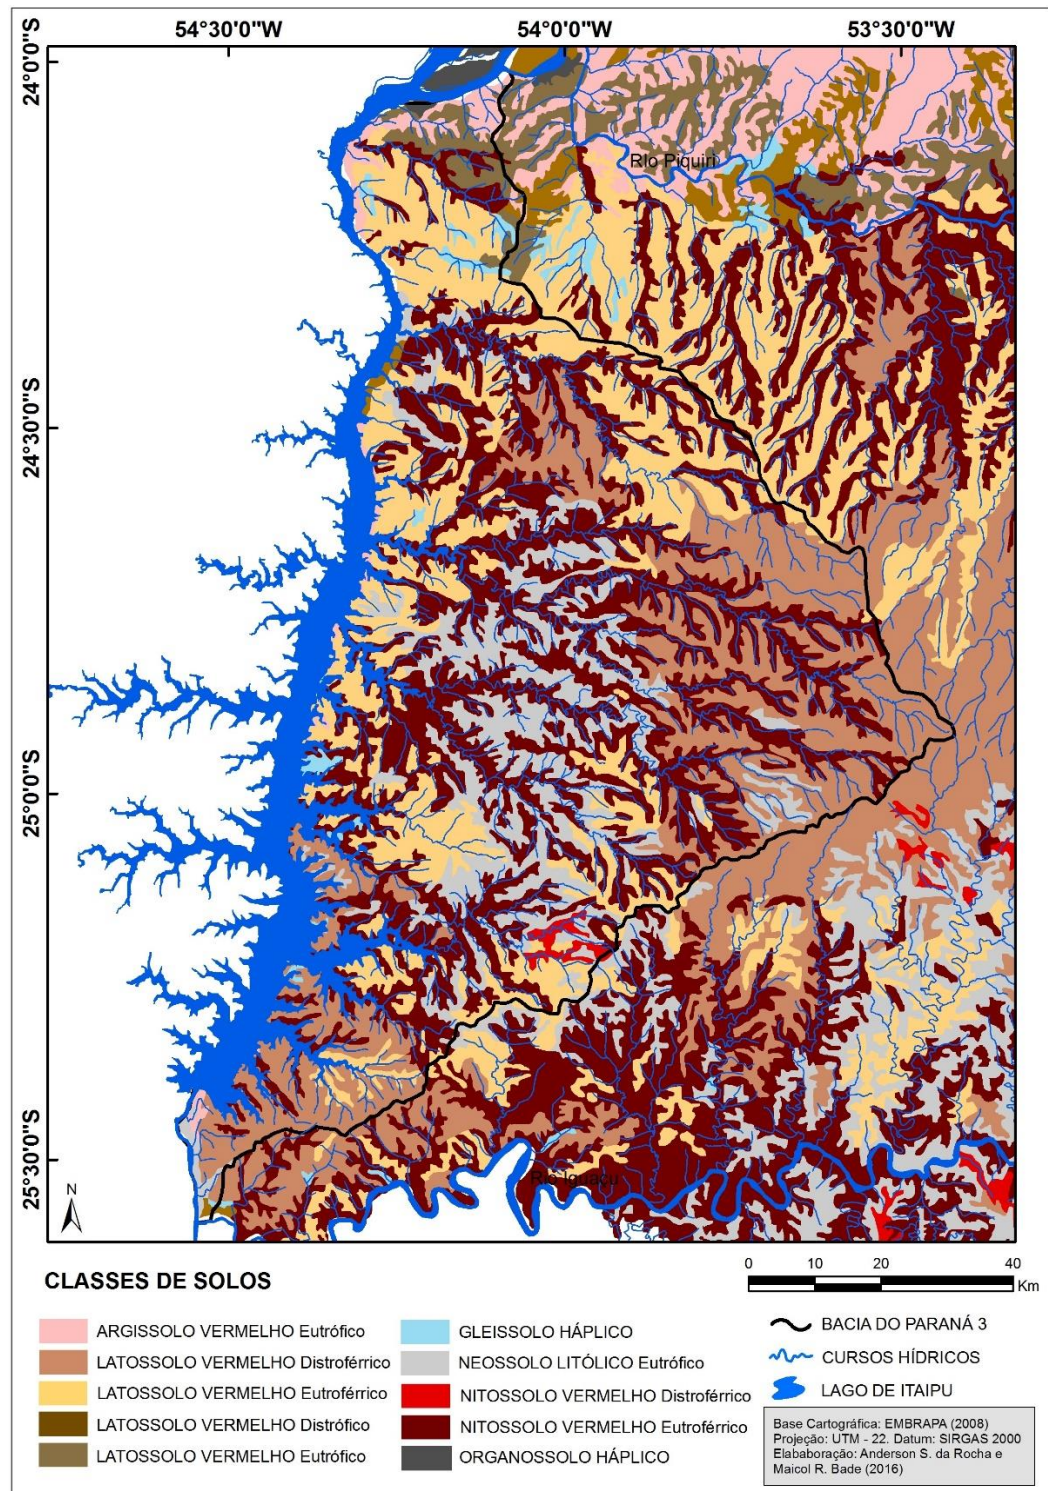 54°30'0"W
54°0'0"W
53°30'0"W
24°0'0"S
24°30'0"S
25°0'0"S
25°30'0"S
RIo Piquiri
Rio Iguaçu
N
CLASSES DE SOLOS
0 10 20 40
Km
ARGISSOLO VERMELHO Eutrófico
LATOSSOLO VERMELHO Distroférrico
LATOSSOLO VERMELHO Eutroférrico
LATOSSOLO VERMELHO Distrófico
LATOSSOLO VERMELHO Eutrófico
GLEISSOLO HÁPLICO
NEOSSOLO LITÓLICO Eutrófico
NITOSSOLO VERMELHO Distroférrico
NITOSSOLO VERMELHO Eutroférrico
ORGANOSSOLO HÁPLICO
BACIA DO PARANÁ 3
CURSOS HÍDRICOS
LAGO DE ITAIPU
Base Cartográfica: EMBRAPA (2008)
Projeção: UTM - 22. Datum: SIRGAS 2000
Elababoração: Anderson S. da Rocha e
Maicol R. Bade (2016)